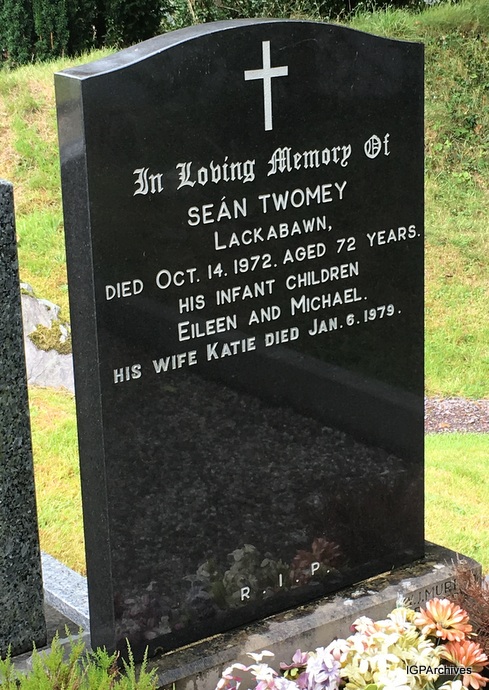 In Loving Memory Of
SEÁN TWOMEY
LACKABAWN,
DIED OCT. 14. 1972. AGED 72 YEARS.
HIS INFANT CHILDREN
EILEEN AND MICHAEL.
HIS WIFE KATIE DIED JAN. 6. 1979.
R. I. P.
IGPArchives